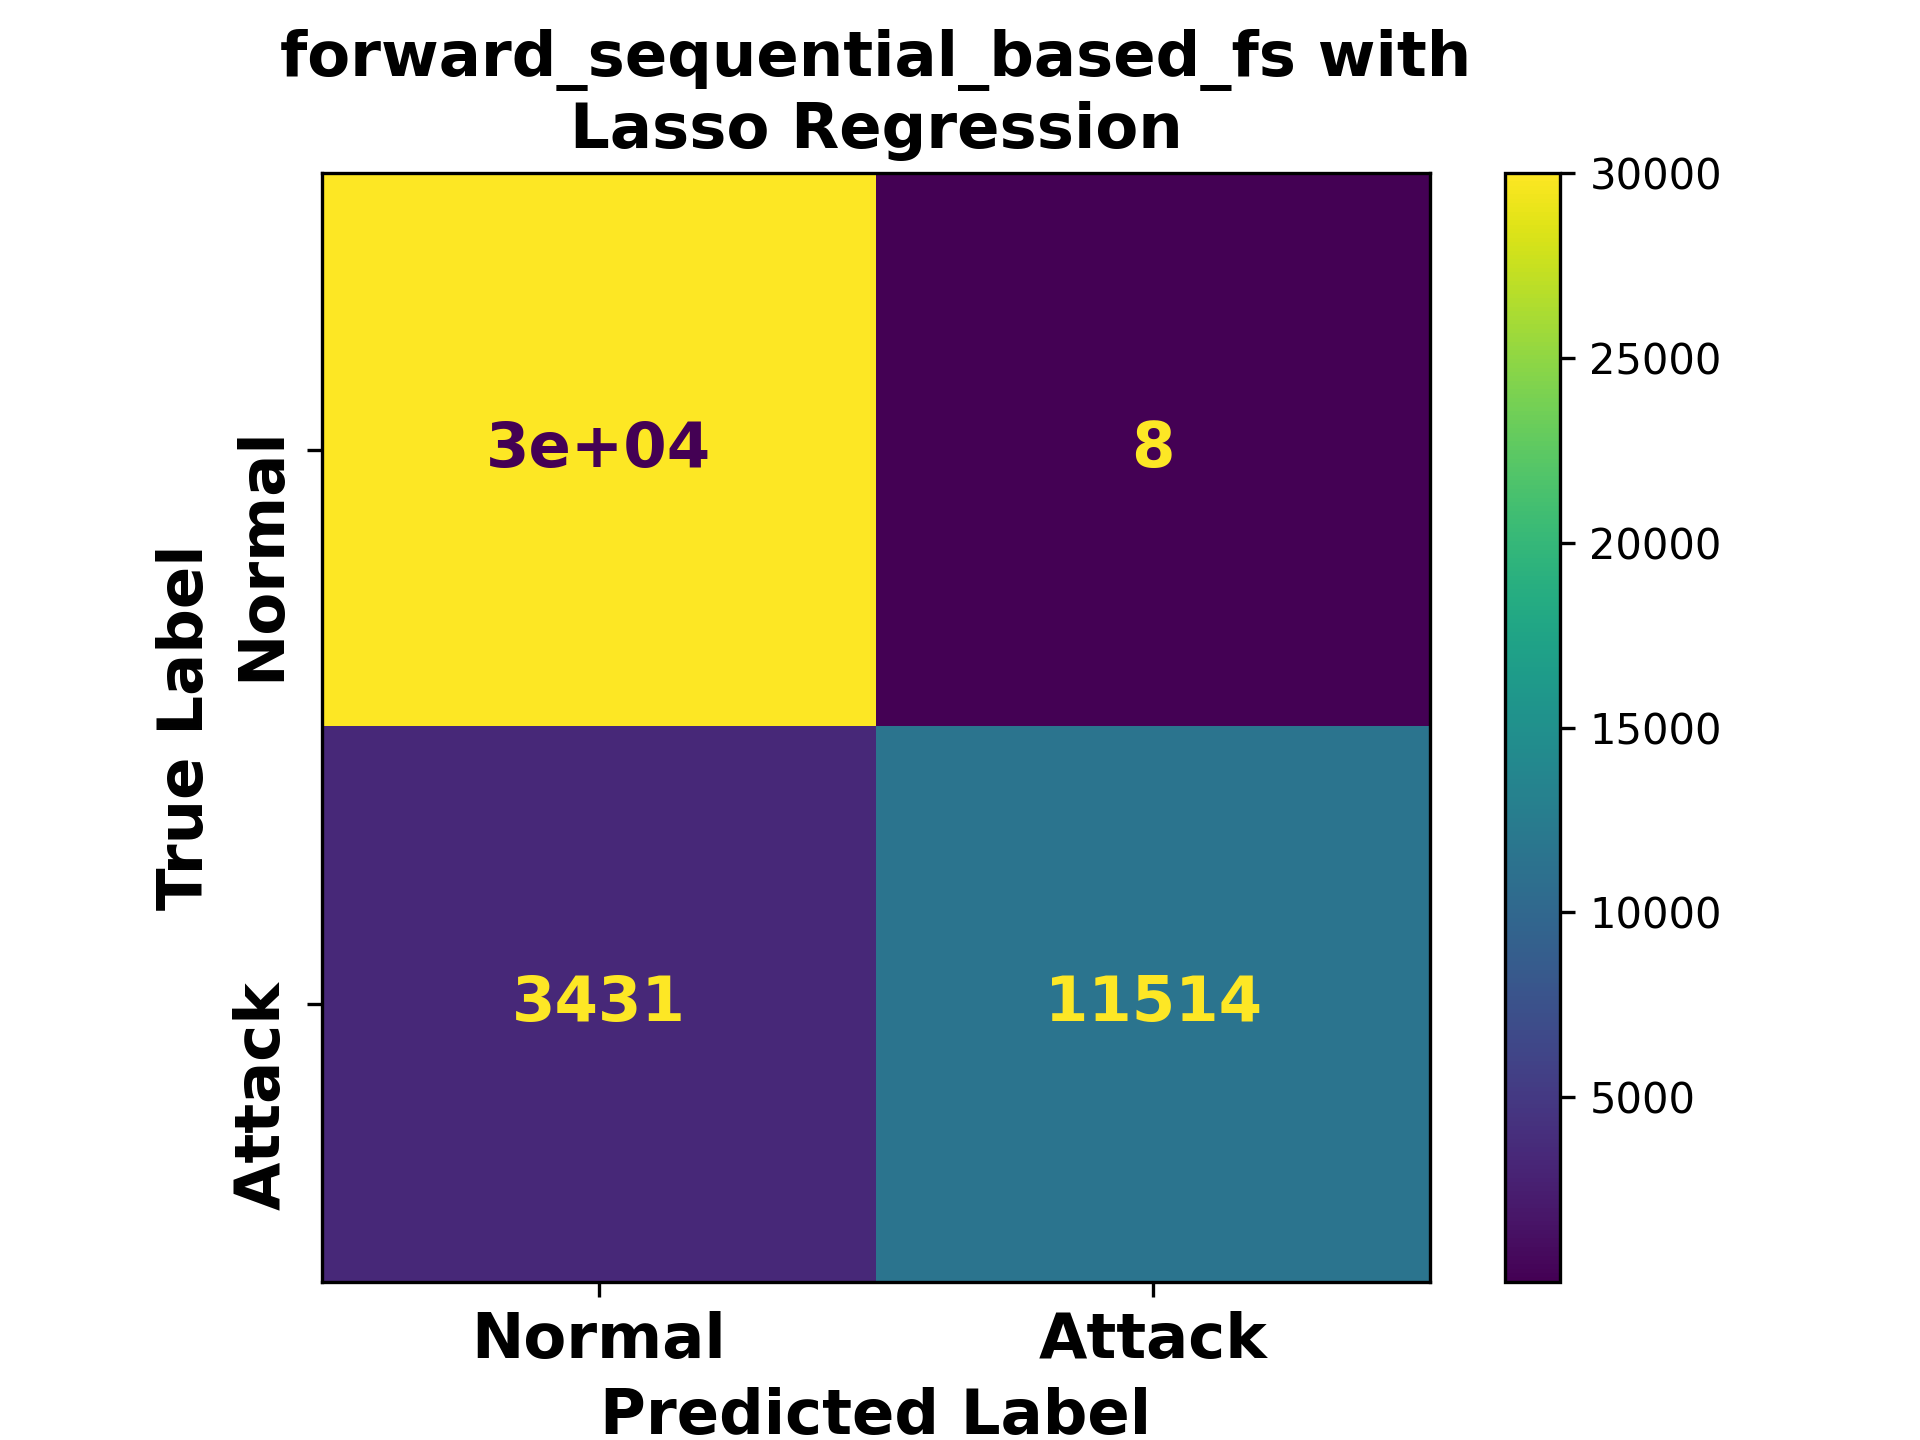 forward_sequential_based_fs with
Lasso Regression
True Label
Normal
Attack
3e+04
8
3431
11514
Normal
Attack
Predicted Label
30000
25000
20000
15000
10000
5000